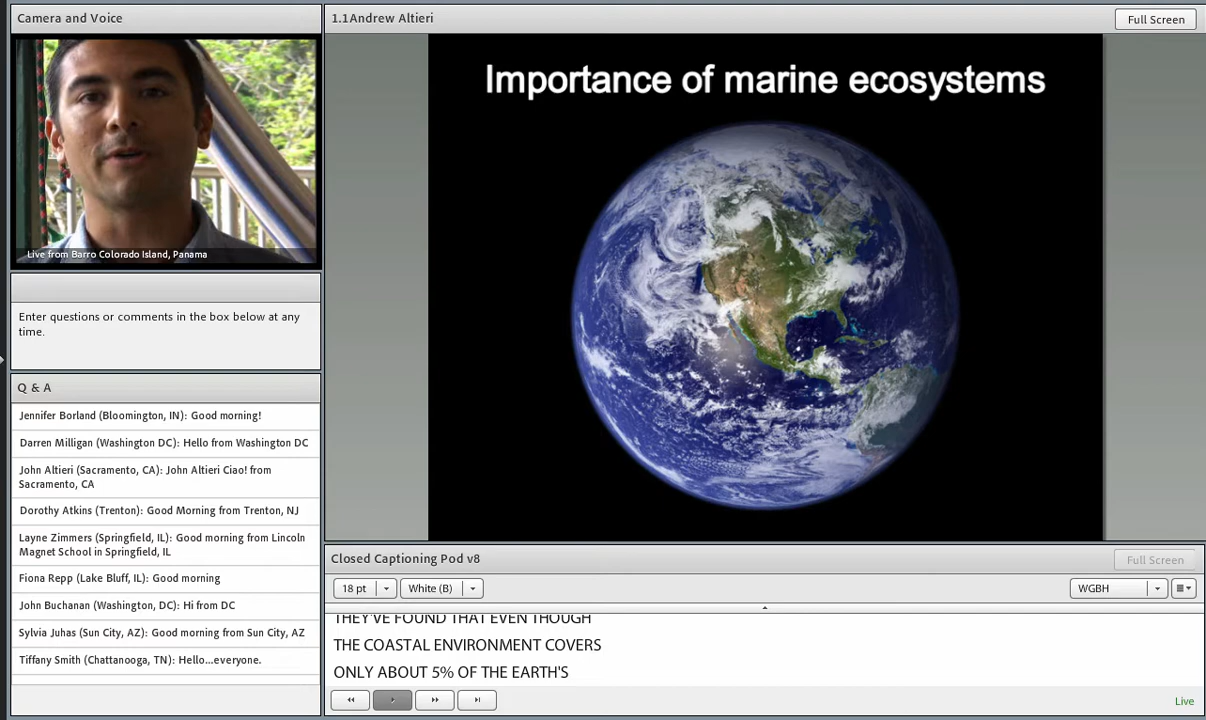 Camera and Voice
Live from Barro Colorado Island, Panama
Enter questions or comments in the box below at any
time.
Q & A
Jennifer Borland (Bloomington, IN): Good morning!
Darren Milligan (Washington DC): Hello from Washington DC
John Altieri (Sacramento, CA): John Altieri Ciao! from
Sacramento, CA
Dorothy Atkins (Trenton): Good Morning from Trenton, NJ
Layne Zimmers (Springfield, IL): Good morning from Lincoln
Magnet School in Springfield, IL
Fiona Repp (Lake Bluff, IL): Good morning
John Buchanan (Washington, DC): Hi from DC
Sylvia Juhas (Sun City, AZ): Good morning from Sun City, AZ
Tiffany Smith (Chattanooga, TN): Hello...everyone.
1.1Andrew Altieri
Full Screen
Importance of marine ecosystems
Closed Captioning Pod v8
Full Screen
18 pt
White (B)
WGBH
THEY'VE FOUND THAT EVEN THOUGH
THE COASTAL ENVIRONMENT COVERS
ONLY ABOUT 5% OF THE EARTH'S
Live